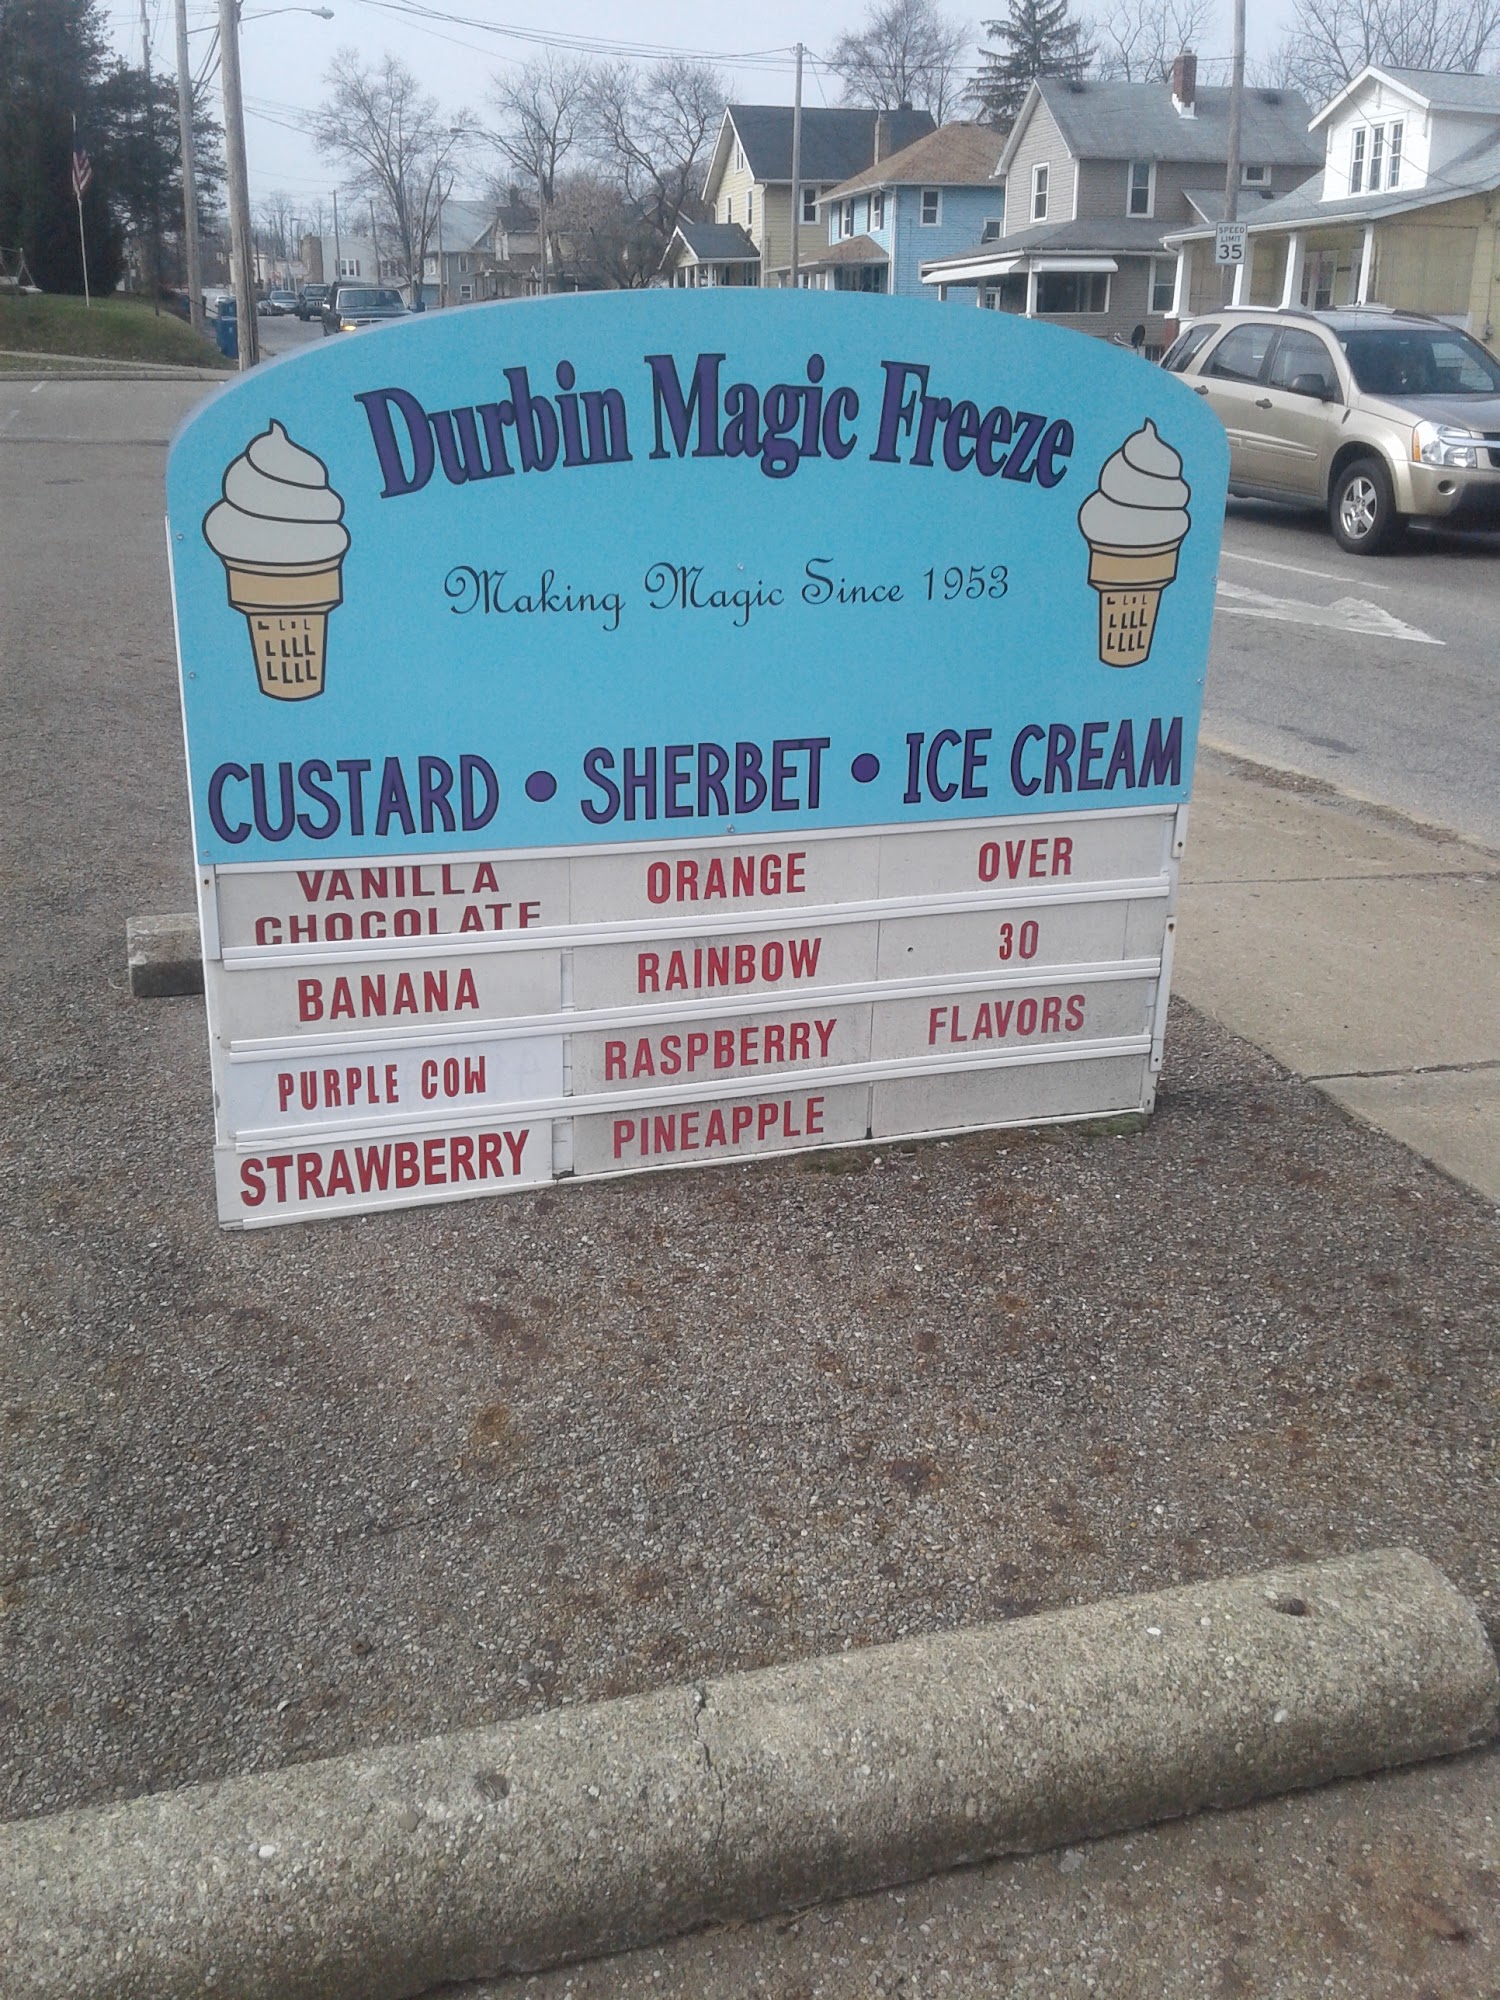 Durbin Magic Freeze
Making Magic Since 1953
CUSTARD • SHERBET • ICE CREAM
VANILLA
CHOCOLATE
BANANA
PURPLE COW
STRAWBERRY
ORANGE
RAINBOW
RASPBERRY
PINEAPPLE
OVER
30
FLAVORS
SPEED
LIMIT
35